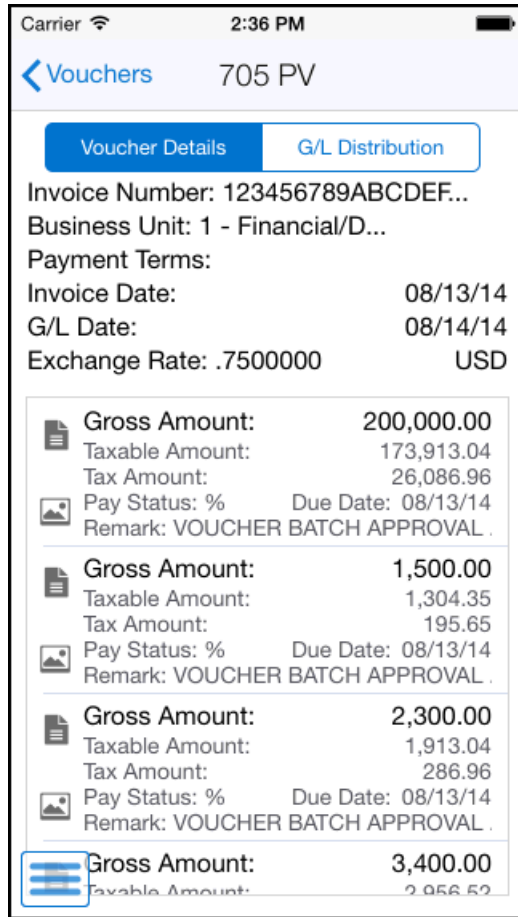 Carrier 2:36 PM
Vouchers 705 PV
Voucher Details G/L Distribution
Invoice Number: 123456789ABCDEF...
Business Unit: 1 - Financial/D...
Payment Terms:
Invoice Date: 08/13/14
G/L Date: 08/14/14
Exchange Rate: .7500000 USD
Gross Amount: 200,000.00
Taxable Amount: 173,913.04
Tax Amount: 26,086.96
Pay Status: % Due Date: 08/13/14
Remark: VOUCHER BATCH APPROVAL .
Gross Amount: 1,500.00
Taxable Amount: 1,304.35
Tax Amount: 195.65
Pay Status: % Due Date: 08/13/14
Remark: VOUCHER BATCH APPROVAL .
Gross Amount: 2,300.00
Taxable Amount: 1,913.04
Tax Amount: 286.96
Pay Status: % Due Date: 08/13/14
Remark: VOUCHER BATCH APPROVAL .
Gross Amount: 3,400.00
Taxable Amount: 2,956.52